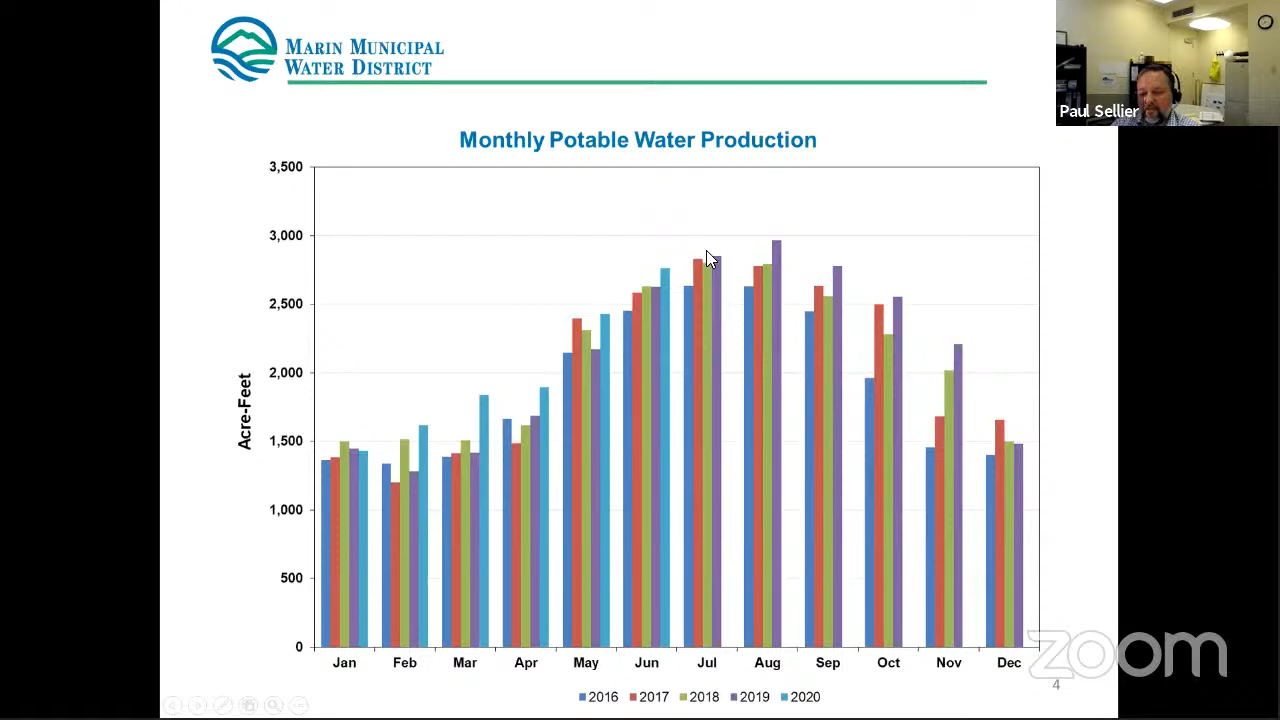 MARIN MUNICIPAL
WATER DISTRICT
Paul Sellier
Monthly Potable Water Production
3,500
3,000
2,500
2,000
1,500
1,000
500
0
Acre-Feet
Jan Feb Mar Apr May Jun Jul Aug Sep Oct Nov Dec
2016 2017 2018 2019 2020
zoom
4